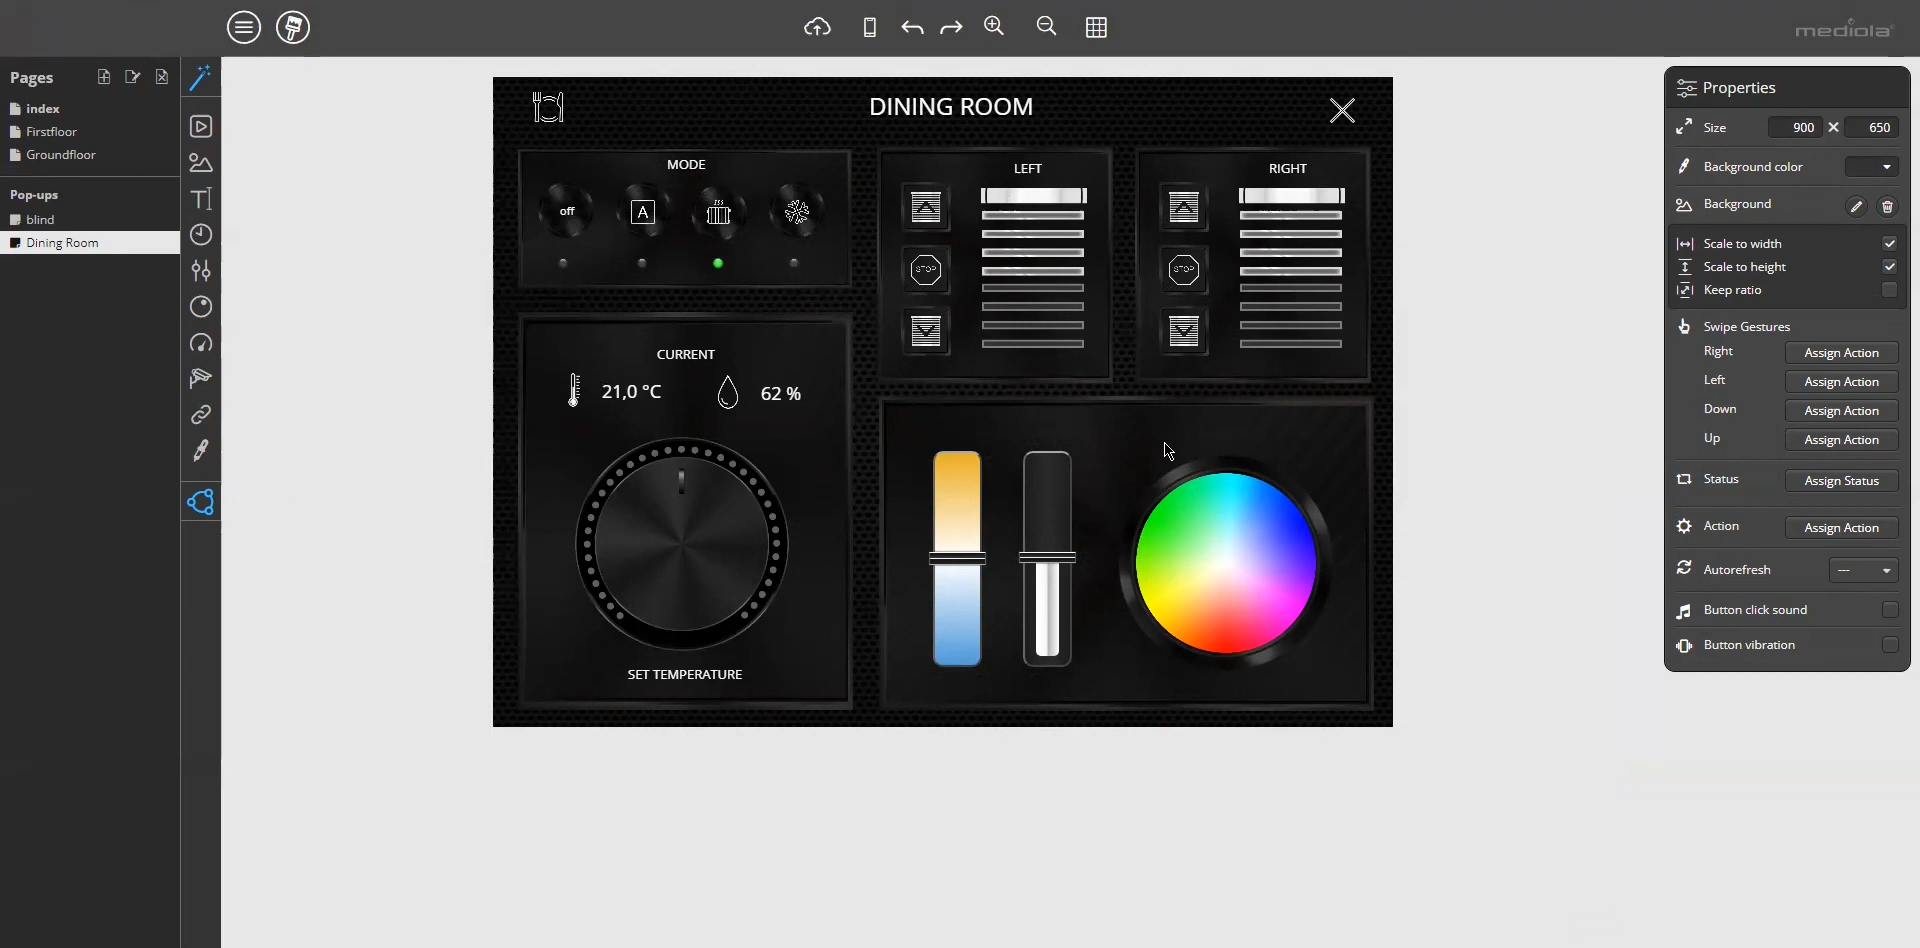 mediola
Pages
index
Firstfloor
Groundfloor
Pop-ups
blind
Dining Room
DINING ROOM
MODE
off
A
LEFT
STOP
RIGHT
STOP
CURRENT
21,0 °C
62 %
SET TEMPERATURE
Properties
Size 900 × 650
Background color
Background
Scale to width
Scale to height
Keep ratio
Swipe Gestures
Right Assign Action
Left Assign Action
Down Assign Action
Up Assign Action
Status Assign Status
Action Assign Action
Autorefresh ---
Button click sound
Button vibration